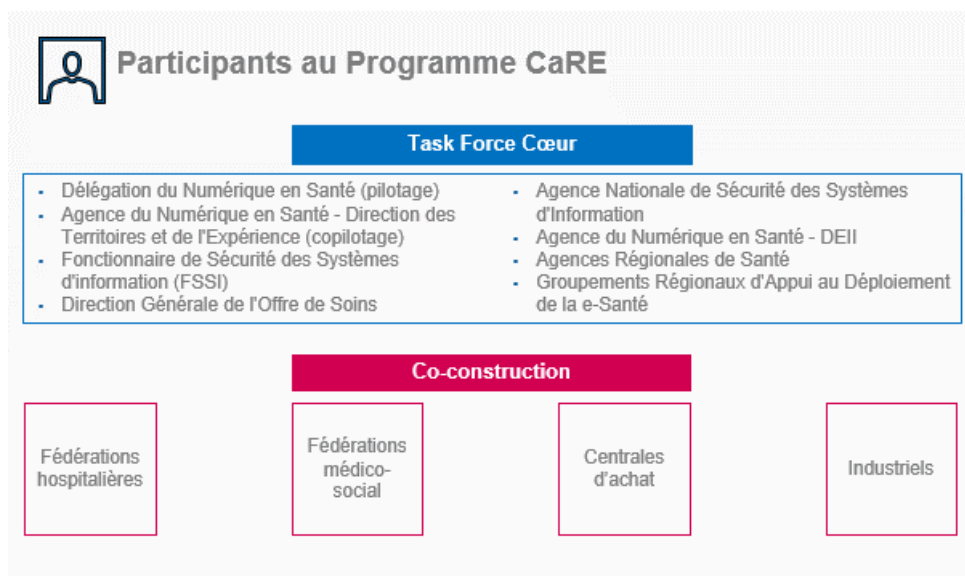 Participants au Programme CaRE
Task Force Cœur
- Délégation du Numérique en Santé (pilotage)
- Agence du Numérique en Santé - Direction des
Territoires et de l'Expérience (copilotage)
- Fonctionnaire de Sécurité des Systèmes
d'information (FSSI)
- Direction Générale de l'Offre de Soins
- Agence Nationale de Sécurité des Systèmes
d'Information
- Agence du Numérique en Santé - DEII
- Agences Régionales de Santé
- Groupements Régionaux d'Appui au Déploiement
de la e-Santé
Co-construction
Fédérations
hospitalières
Fédérations
médico-
social
Centrales
d'achat
Industriels